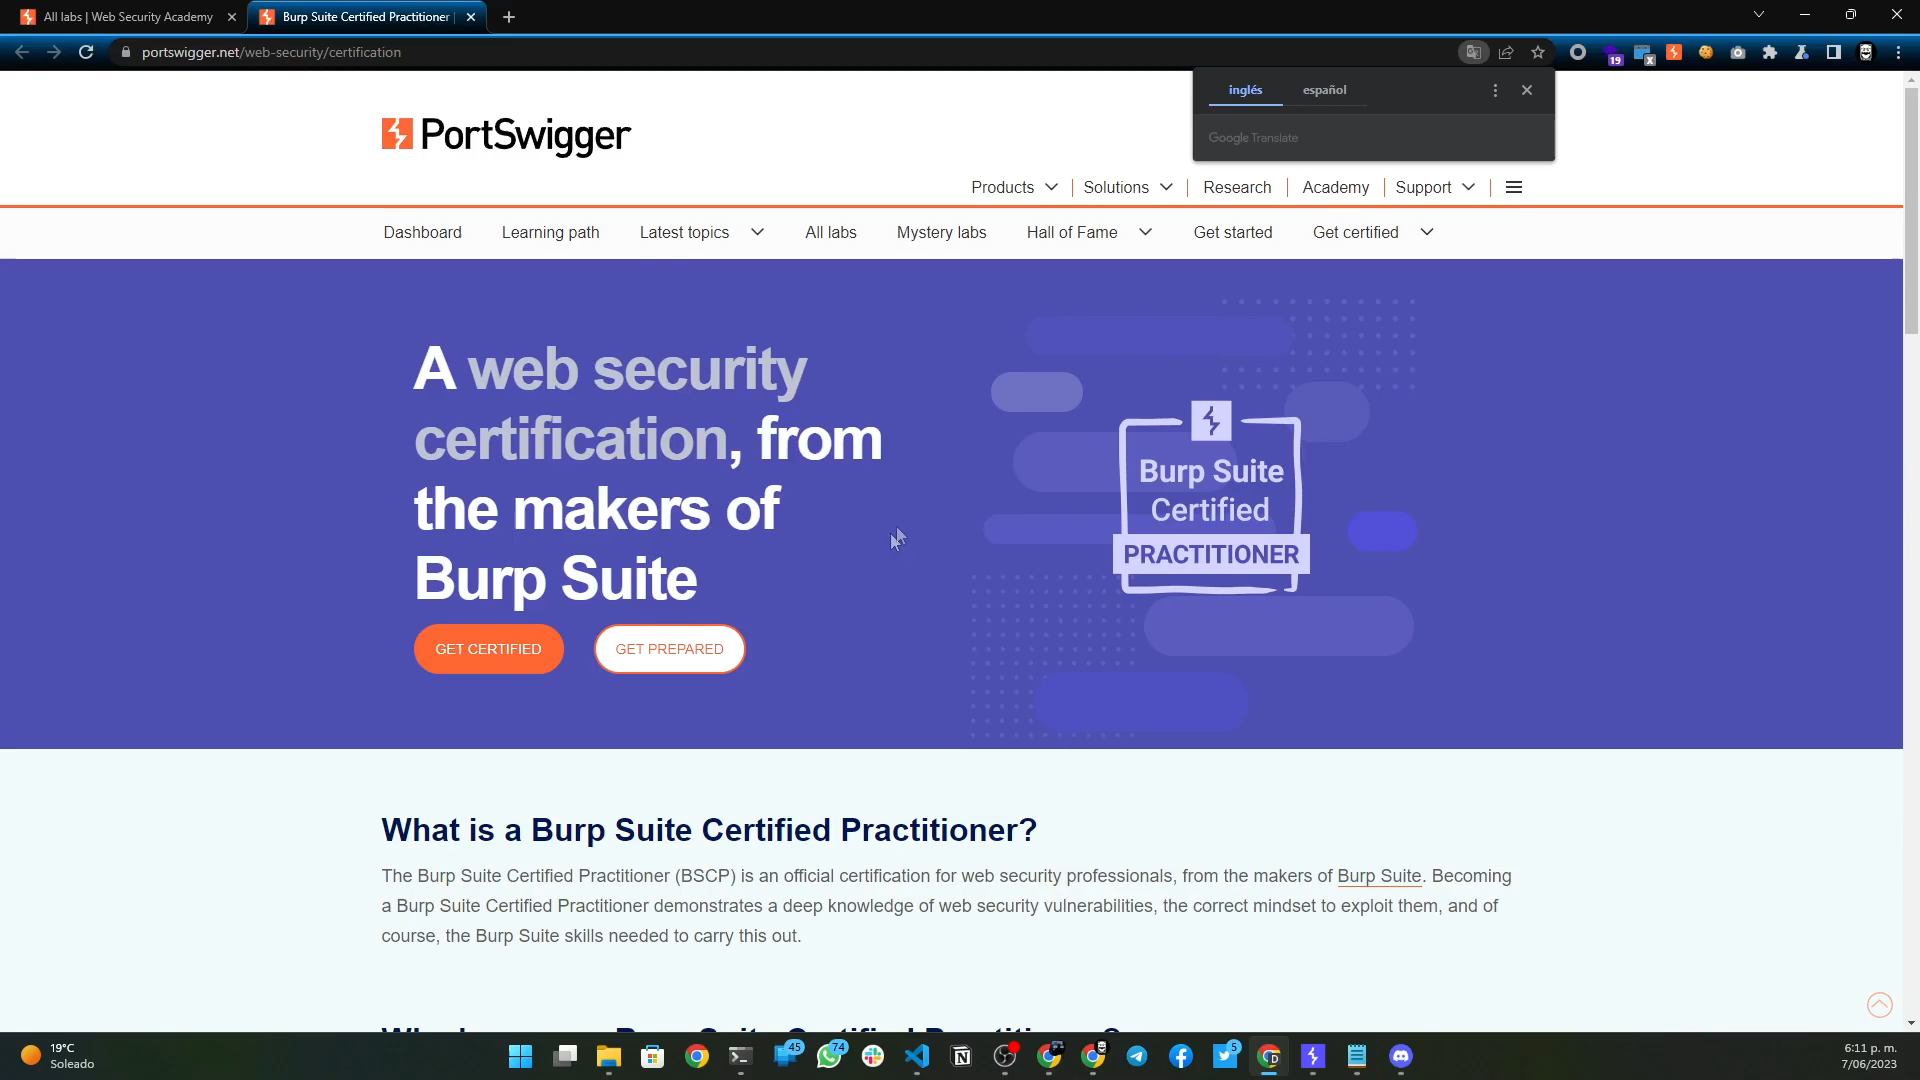 All labs | Web Security Academy
Burp Suite Certified Practitioner
portswigger.net/web-security/certification
19
X
inglés
español
Google Translate
PortSwigger
Products
Solutions
Research
Academy
Support
Dashboard
Learning path
Latest topics
All labs
Mystery labs
Hall of Fame
Get started
Get certified
A web security
certification, from
the makers of
Burp Suite
Burp Suite
Certified
PRACTITIONER
GET CERTIFIED
GET PREPARED
What is a Burp Suite Certified Practitioner?
The Burp Suite Certified Practitioner (BSCP) is an official certification for web security professionals, from the makers of Burp Suite. Becoming
a Burp Suite Certified Practitioner demonstrates a deep knowledge of web security vulnerabilities, the correct mindset to exploit them, and of
course, the Burp Suite skills needed to carry this out.
19°C
Soleado
45
74
5
D
6:11 p. m.
7/06/2023